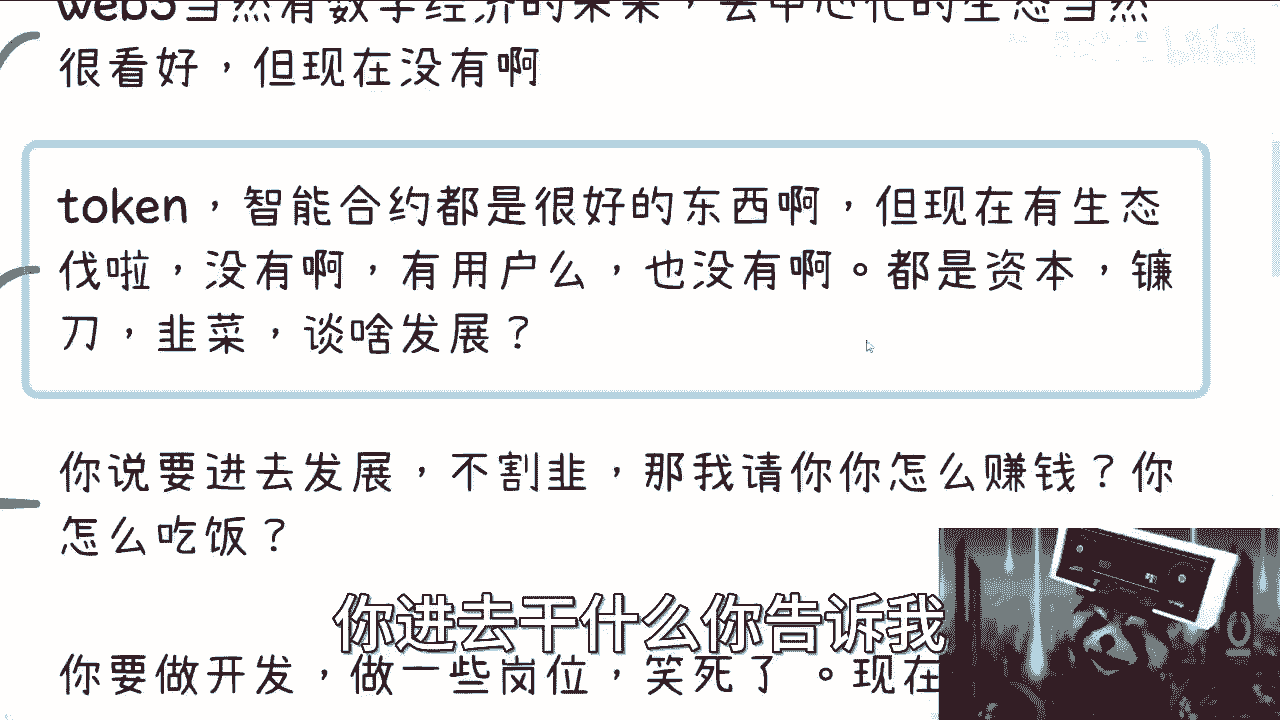 web3当然有数字经济的未来，去中心化的生态当然
很看好，但现在没有啊
token，智能合约都是很好的东西啊，但现在有生态
伐啦，没有啊，有用户么，也没有啊。都是资本，镰
刀，韭菜，谈啥发展？
你说要进去发展，不割韭，那我请你你怎么赚钱？你
怎么吃饭？
你进去干什么你告诉我
你要做开发，做一些岗位，笑死了 。现在